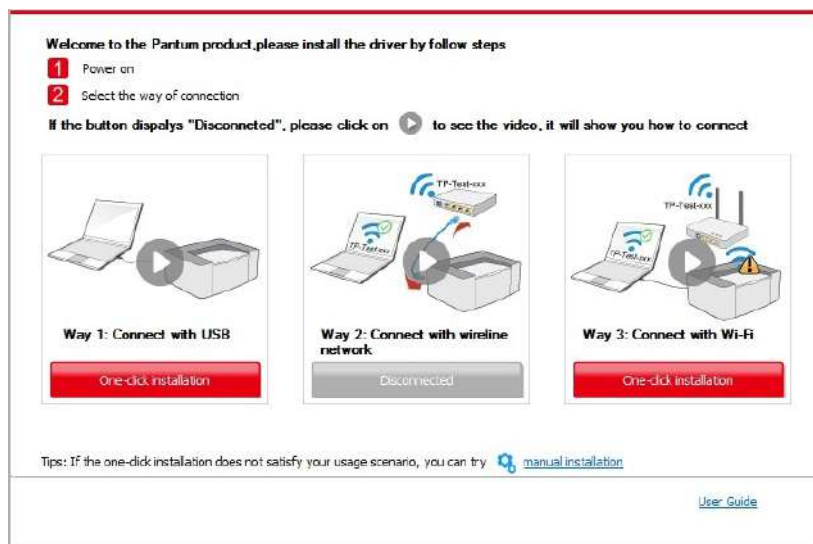 Welcome to the Pantum product,please install the driver by follow steps
1 Power on
2 Select the way of connection
If the button dispalys "Disconneted", please click on to see the video, it will show you how to connect
TP-Test-xxx
TP-Test-xxx
TP-Test-xxx
TP-Test-xxx
Way 1: Connect with USB
Way 2: Connect with wireline
network
Way 3: Connect with Wi-Fi
One-click installation
Disconnected
One-click installation
Tips: If the one-click installation does not satisfy your usage scenario, you can try manual installation
User Guide